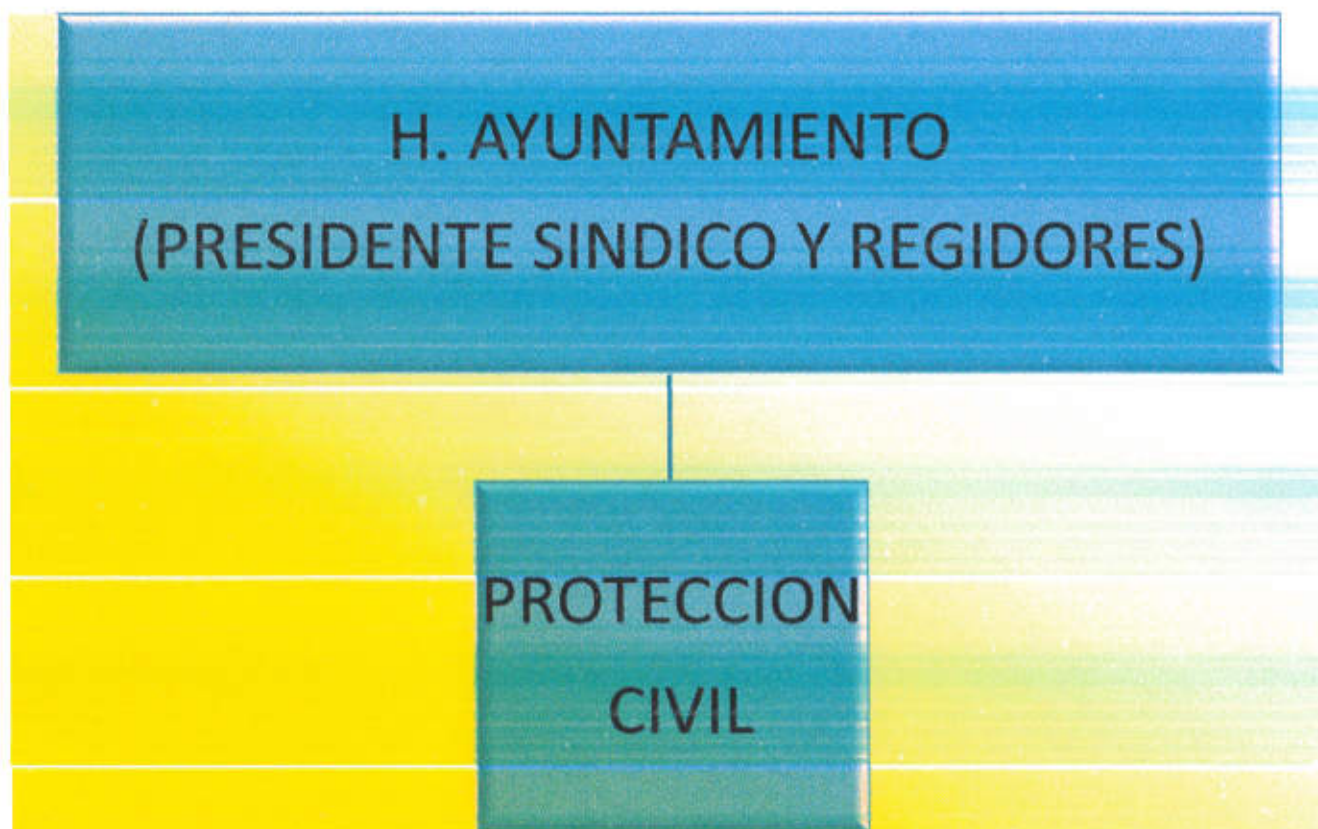 H. AYUNTAMIENTO
(PRESIDENTE SINDICO Y REGIDORES)
PROTECCION
CIVIL